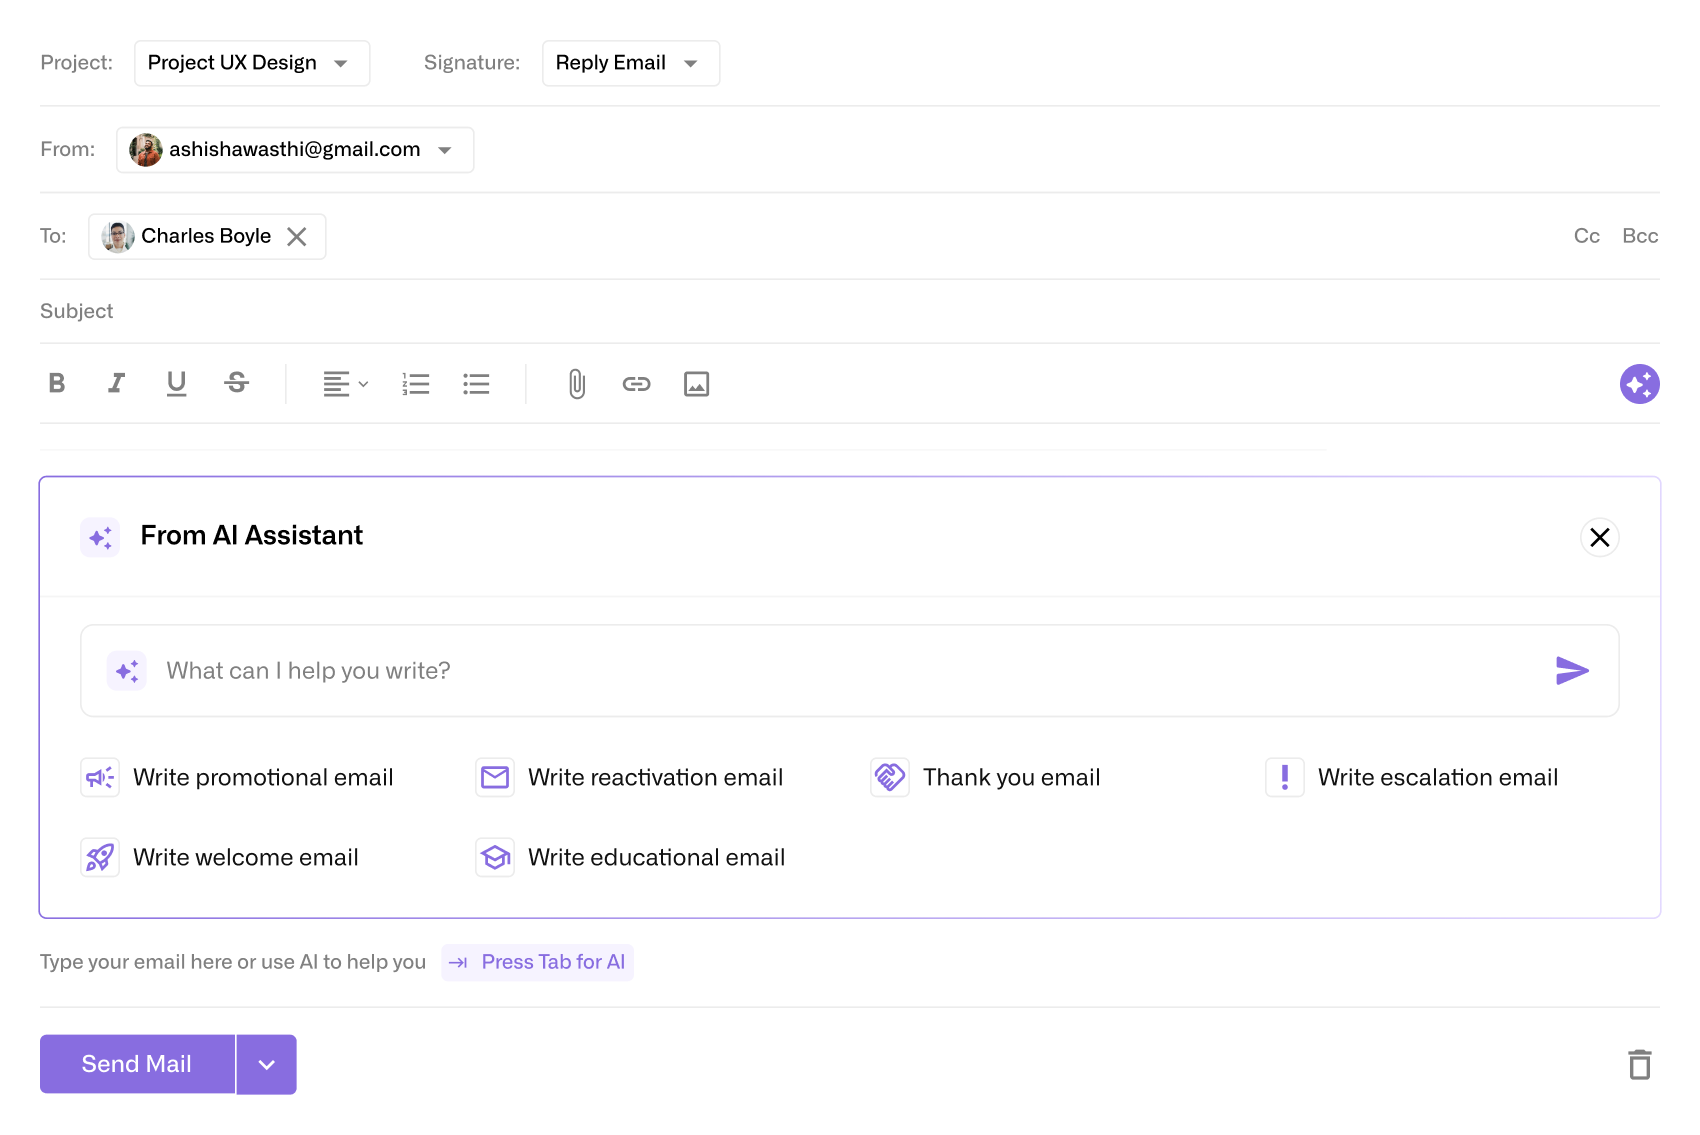 Project: Project UX Design Signature: Reply Email
From: ashishawasthi@gmail.com
To: Charles Boyle Cc Bcc
Subject
B I U S
From AI Assistant
What can I help you write?
Write promotional email Write reactivation email Thank you email Write escalation email
Write welcome email Write educational email
Type your email here or use AI to help you Press Tab for AI
Send Mail